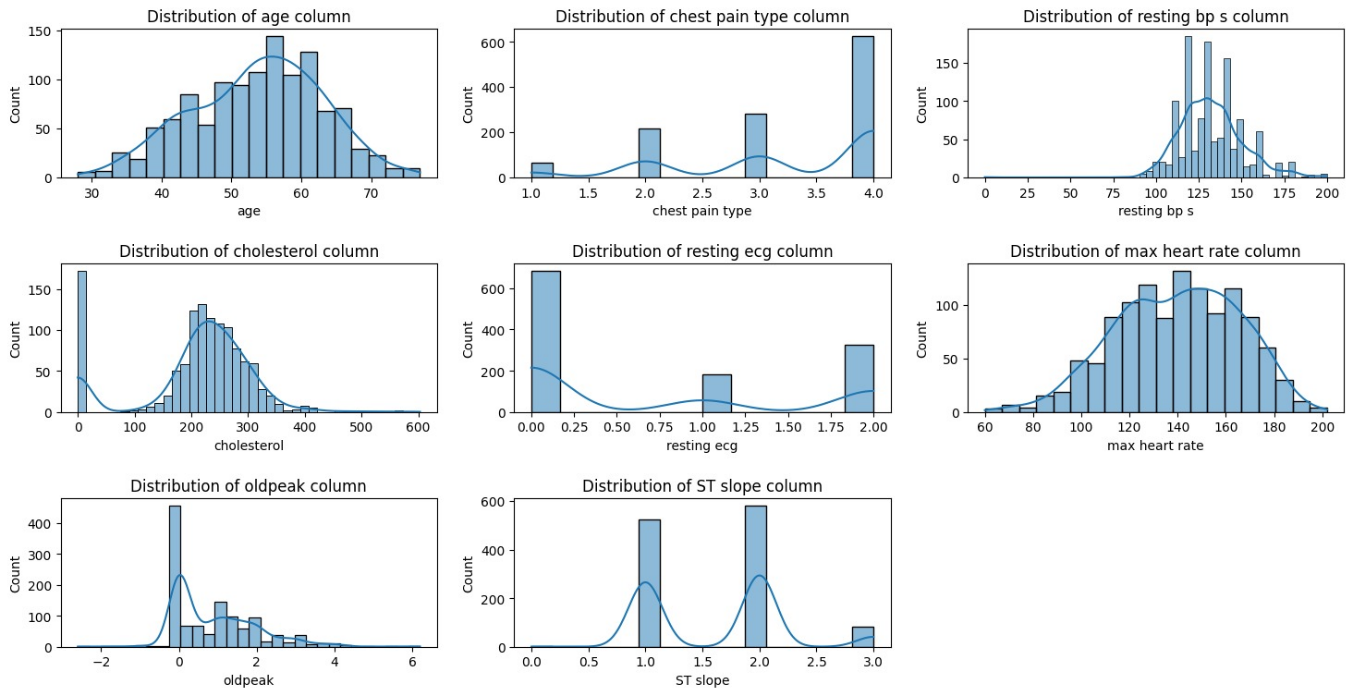 Distribution of age column
150
100
50
0
Count
30 40 50 60 70
age
Distribution of chest pain type column
600
400
200
0
Count
1.0 1.5 2.0 2.5 3.0 3.5 4.0
chest pain type
Distribution of resting bp s column
150
100
50
0
Count
0 25 50 75 100 125 150 175 200
resting bp s
Distribution of cholesterol column
150
100
50
0
Count
0 100 200 300 400 500 600
cholesterol
Distribution of resting ecg column
600
400
200
0
Count
0.00 0.25 0.50 0.75 1.00 1.25 1.50 1.75 2.00
resting ecg
Distribution of max heart rate column
100
50
0
Count
60 80 100 120 140 160 180 200
max heart rate
Distribution of oldpeak column
400
300
200
100
0
Count
−2 0 2 4 6
oldpeak
Distribution of ST slope column
600
400
200
0
Count
0.0 0.5 1.0 1.5 2.0 2.5 3.0
ST slope